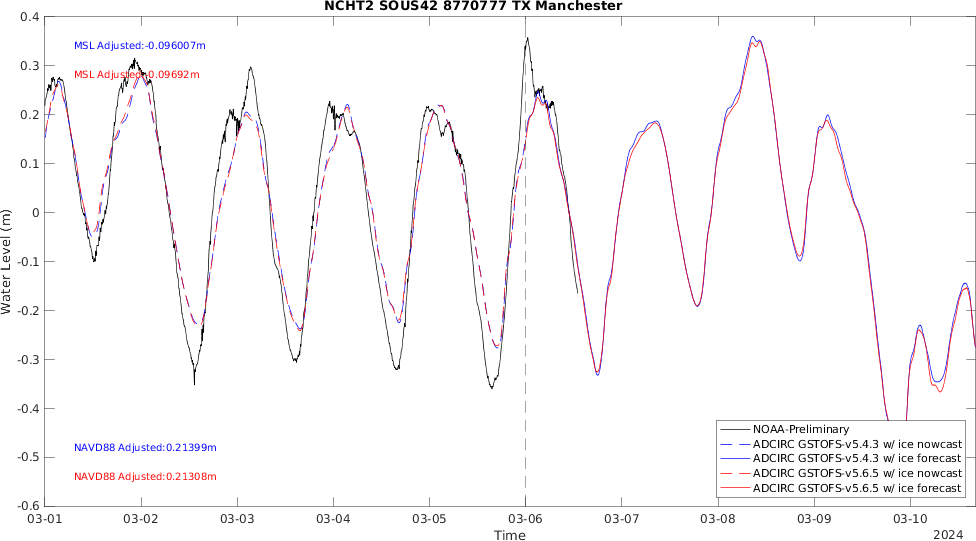 NCHT2 SOUS42 8770777 TX Manchester
0.4
0.3
0.2
0.1
0
-0.1
-0.2
-0.3
-0.4
-0.5
-0.6
Water Level (m)
MSL Adjusted:-0.096007m
MSL Adjusted:-0.09692m
NAVD88 Adjusted:0.21399m
NAVD88 Adjusted:0.21308m
NOAA-Preliminary
ADCIRC GSTOFS-v5.4.3 w/ ice nowcast
ADCIRC GSTOFS-v5.4.3 w/ ice forecast
ADCIRC GSTOFS-v5.6.5 w/ ice nowcast
ADCIRC GSTOFS-v5.6.5 w/ ice forecast
03-01 03-02 03-03 03-04 03-05 03-06 03-07 03-08 03-09 03-10
Time
2024